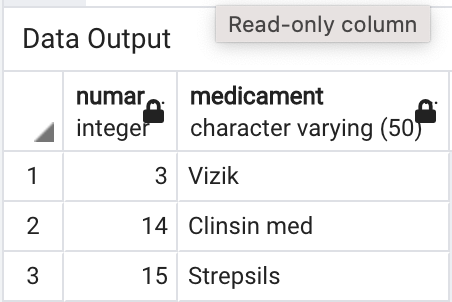 Data Output
Read-only column
numar medicament
integer character varying (50)
1 3 Vizik
2 14 Clinsin med
3 15 Strepsils